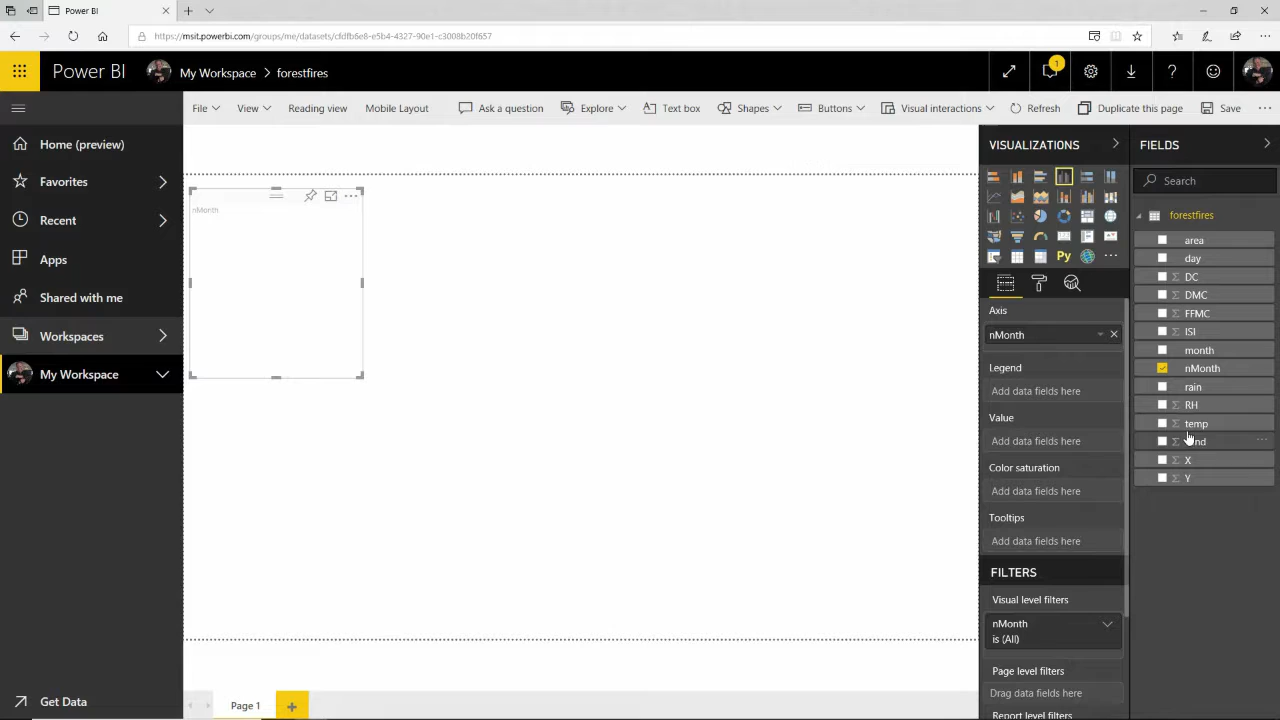 Power BI
https://msit.powerbi.com/groups/me/datasets/cfdfb6e8-e5b4-4327-90e1-c3008b20f657
Power BI
My Workspace > forestfires
1
File
View
Reading view
Mobile Layout
Ask a question
Explore
Text box
Shapes
Buttons
Visual interactions
Refresh
Duplicate this page
Save
Home (preview)
Favorites
Recent
Apps
Shared with me
Workspaces
My Workspace
Get Data
nMonth
Page 1
VISUALIZATIONS
Py
Axis
nMonth
Legend
Add data fields here
Value
Add data fields here
Color saturation
Add data fields here
Tooltips
Add data fields here
FILTERS
Visual level filters
nMonth
is (All)
Page level filters
Drag data fields here
Report level filters
FIELDS
Search
forestfires
area
day
DC
DMC
FFMC
ISI
month
nMonth
rain
RH
temp
X
Y